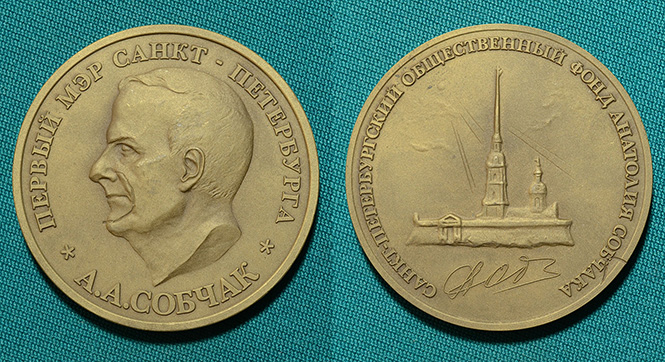 ПЕРВЫЙ МЭР САНКТ - ПЕТЕРБУРГА
* А.А.СОБЧАК *
САНКТ-ПЕТЕРБУРГСКИЙ ОБЩЕСТВЕННЫЙ ФОНД АНАТОЛИЯ СОБЧАКА